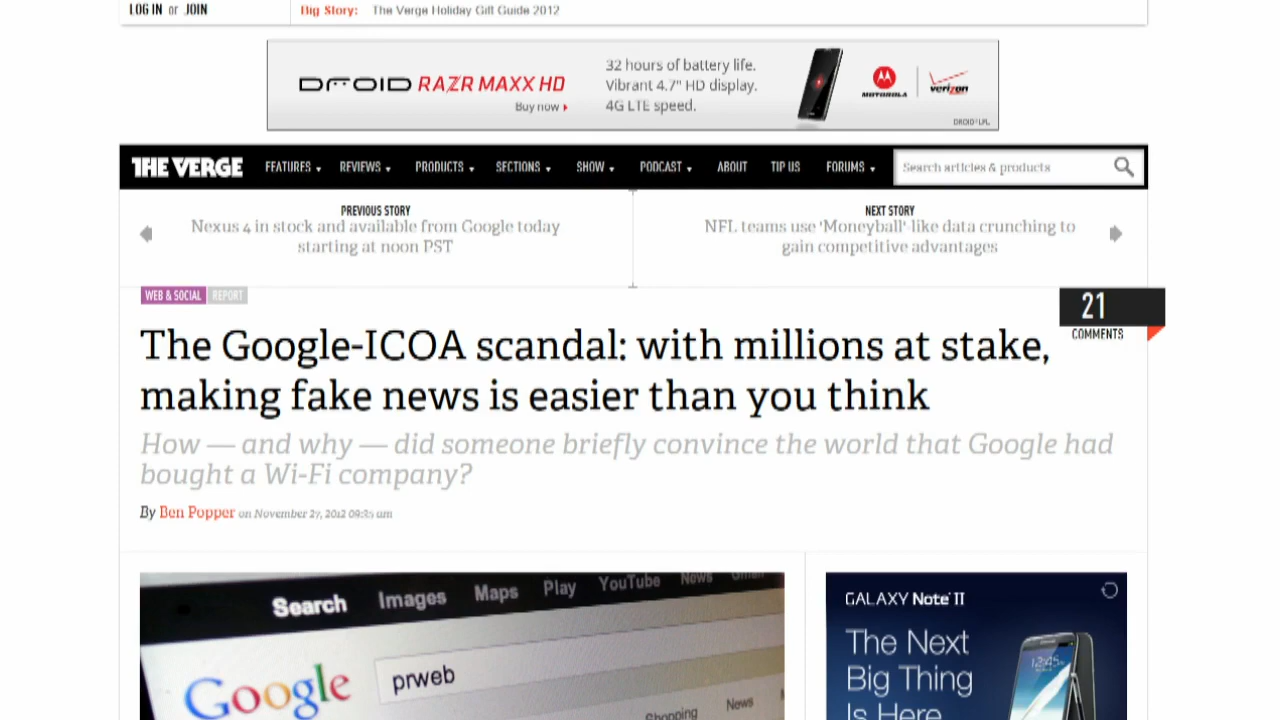 LOG IN or JOIN
Big Story: The Verge Holiday Gift Guide 2012
DROID RAZR MAXX HD
Buy now
32 hours of battery life.
Vibrant 4.7" HD display.
4G LTE speed.
MOTOROLA
verizon
THE VERGE FEATURES REVIEWS PRODUCTS SECTIONS SHOW PODCAST ABOUT TIP US FORUMS Search articles & products
PREVIOUS STORY
Nexus 4 in stock and available from Google today
starting at noon PST
NEXT STORY
NFL teams use 'Moneyball'-like data crunching to
gain competitive advantages
WEB & SOCIAL REPORT
21
COMMENTS
The Google-ICOA scandal: with millions at stake,
making fake news is easier than you think
How — and why — did someone briefly convince the world that Google had
bought a Wi-Fi company?
By Ben Popper on November 27, 2012 09:35 am
Search Images Maps Play YouTube News Gmail
Google prweb
Shopping News
GALAXY Note II
The Next
Big Thing
Is Here